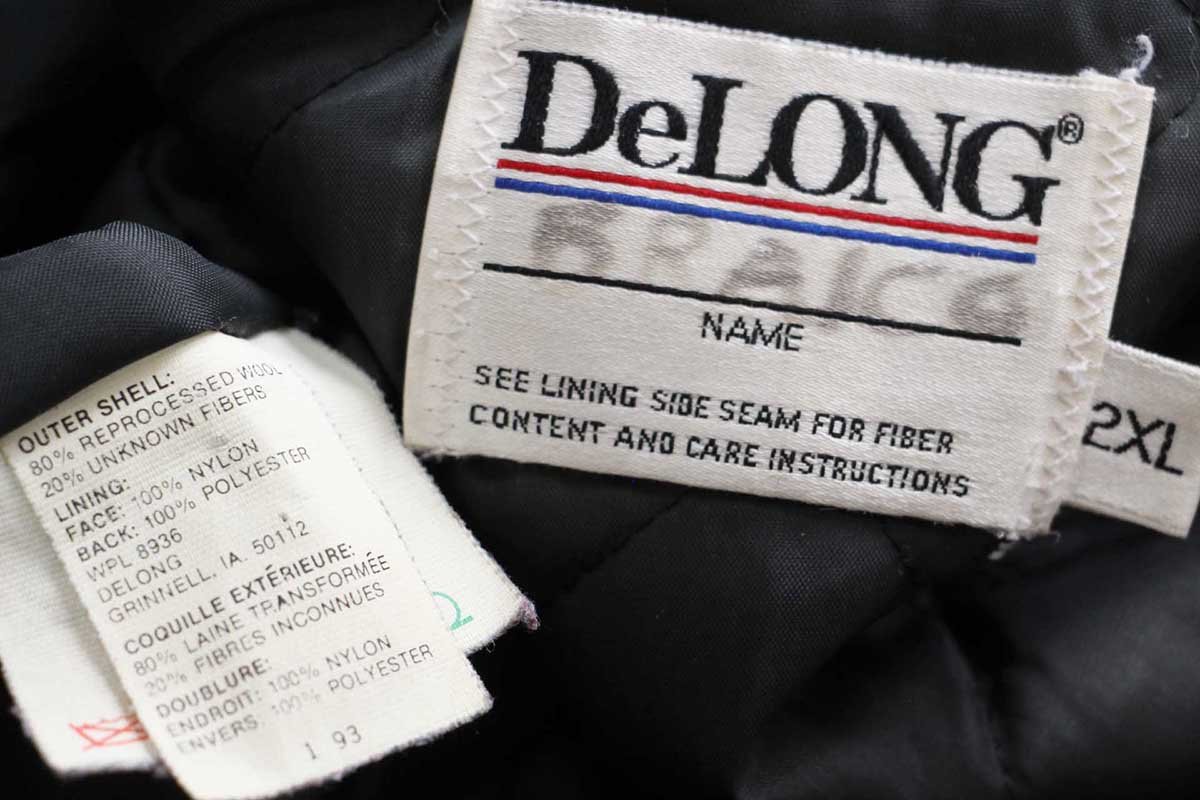 DeLONG®
NAME
SEE LINING SIDE SEAM FOR FIBER
CONTENT AND CARE INSTRUCTIONS
2XL
OUTER SHELL:
80% REPROCESSED WOOL
20% UNKNOWN FIBERS
LINING:
FACE: 100% NYLON
BACK: 100% POLYESTER
WPL 8936
DELONG
GRINNELL, IA. 50112
COQUILLE EXTÉRIEURE:
80% LAINE TRANSFORMÉE
20% FIBRES INCONNUES
DOUBLURE:
ENDROIT: 100% NYLON
ENVERS: 100% POLYESTER
1 93